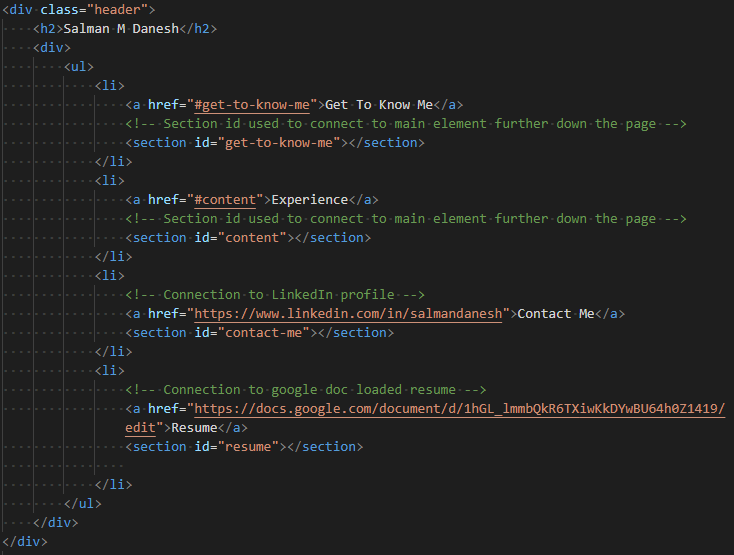 <div class="header">
<h2>Salman M Danesh</h2>
<div>
<ul>
<li>
<a href="#get-to-know-me">Get To Know Me</a>
<!-- Section id used to connect to main element further down the page -->
<section id="get-to-know-me"></section>
</li>
<li>
<a href="#content">Experience</a>
<!-- Section id used to connect to main element further down the page -->
<section id="content"></section>
</li>
<li>
<!-- Connection to LinkedIn profile -->
<a href="https://www.linkedin.com/in/salmandanesh">Contact Me</a>
<section id="contact-me"></section>
</li>
<li>
<!-- Connection to google doc loaded resume -->
<a href="https://docs.google.com/document/d/1hGL_lmmbQkR6TXiwKkDYwBU64h0Z1419/
edit">Resume</a>
<section id="resume"></section>
</li>
</ul>
</div>
</div>